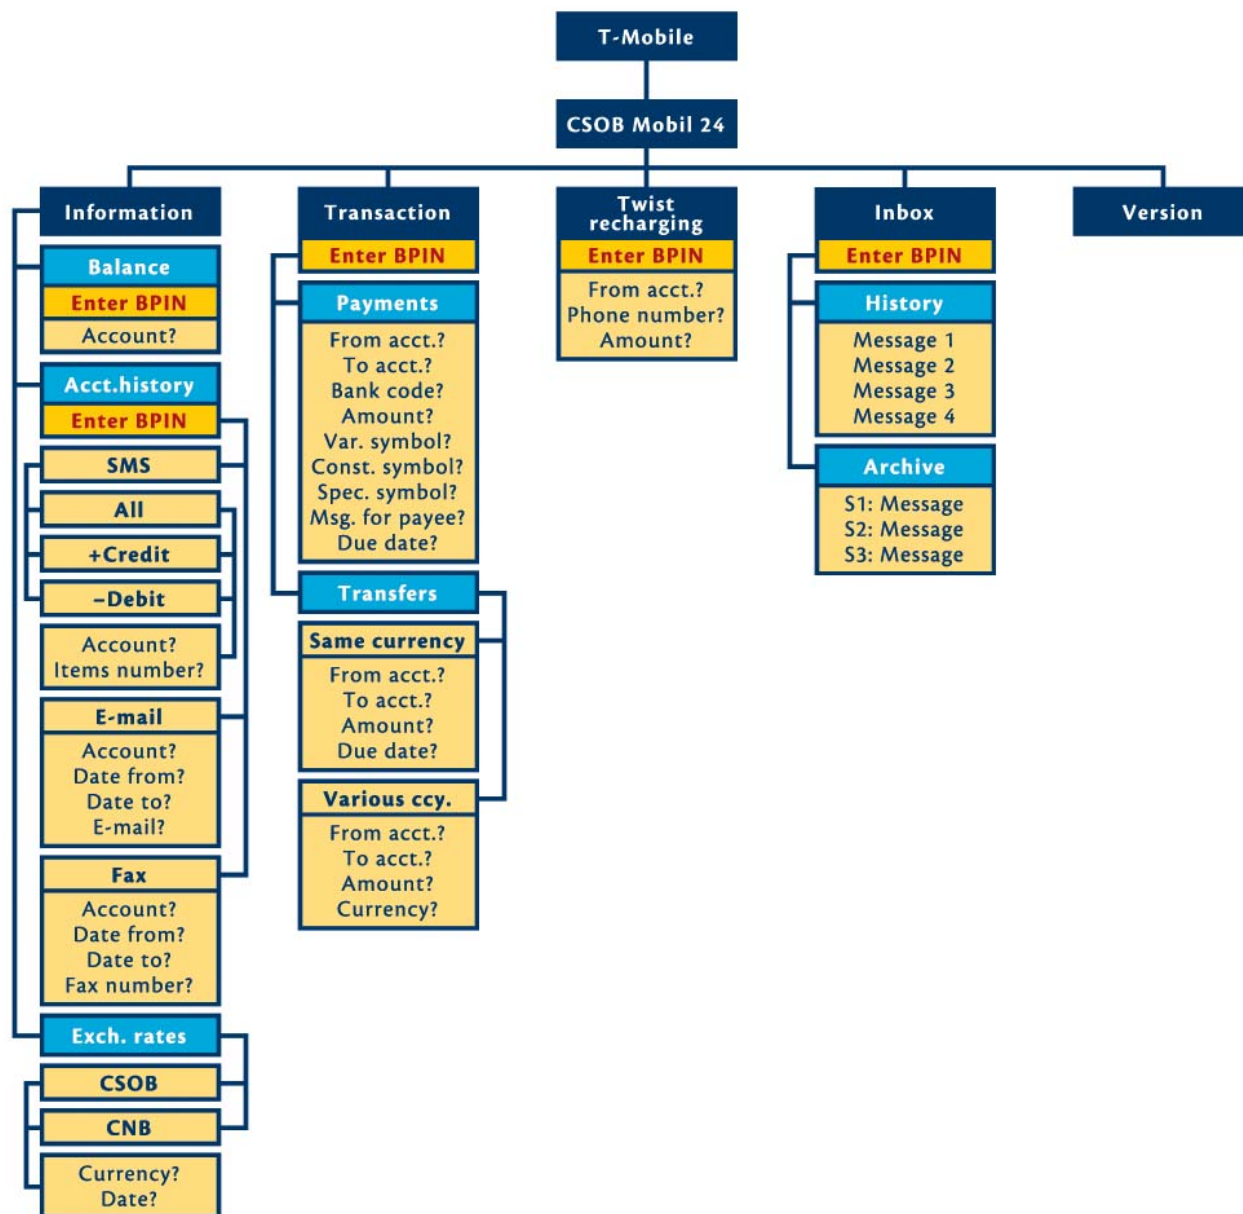 T-Mobile
CSOB Mobil 24
Information
Balance
Enter BPIN
Account?
Acct.history
Enter BPIN
SMS
All
+Credit
–Debit
Account?
Items number?
E-mail
Account?
Date from?
Date to?
E-mail?
Fax
Account?
Date from?
Date to?
Fax number?
Exch. rates
CSOB
CNB
Currency?
Date?
Transaction
Enter BPIN
Payments
From acct.?
To acct.?
Bank code?
Amount?
Var. symbol?
Const. symbol?
Spec. symbol?
Msg. for payee?
Due date?
Transfers
Same currency
From acct.?
To acct.?
Amount?
Due date?
Various ccy.
From acct.?
To acct.?
Amount?
Currency?
Twist
recharging
Enter BPIN
From acct.?
Phone number?
Amount?
Inbox
Enter BPIN
History
Message 1
Message 2
Message 3
Message 4
Archive
S1: Message
S2: Message
S3: Message
Version